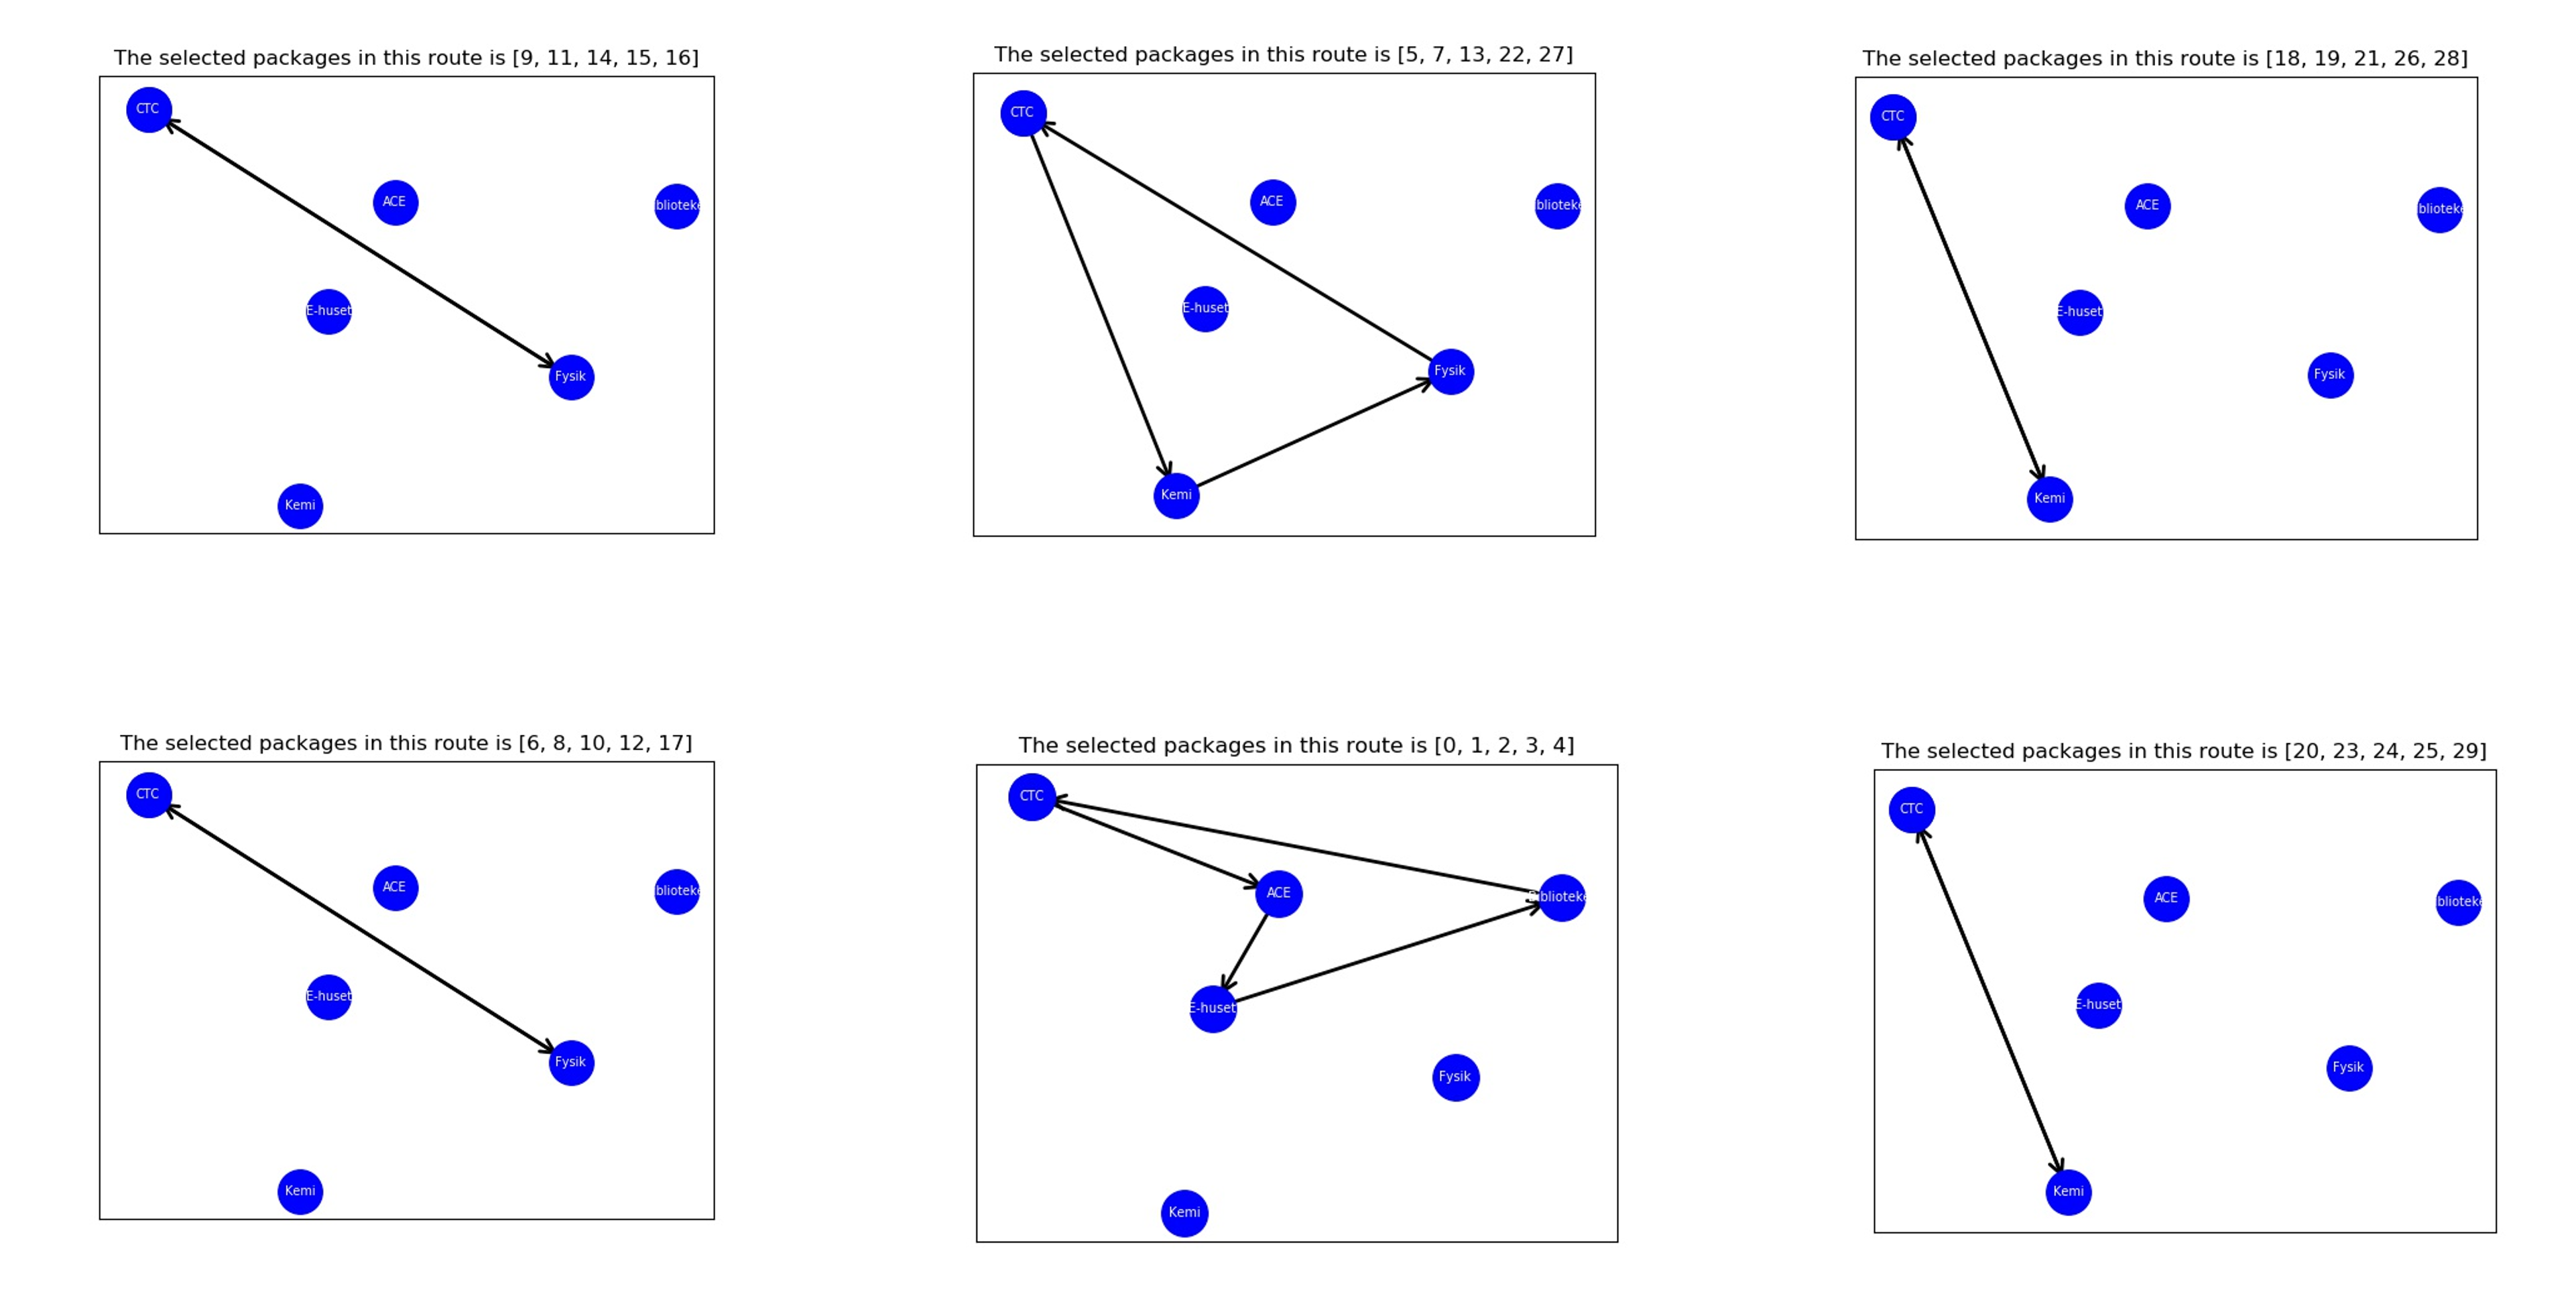 The selected packages in this route is [9, 11, 14, 15, 16]
CTC
ACE
blioteke
E-huset
Fysik
Kemi
The selected packages in this route is [5, 7, 13, 22, 27]
CTC
ACE
blioteke
E-huset
Fysik
Kemi
The selected packages in this route is [18, 19, 21, 26, 28]
CTC
ACE
blioteke
E-huset
Fysik
Kemi
The selected packages in this route is [6, 8, 10, 12, 17]
CTC
ACE
blioteke
E-huset
Fysik
Kemi
The selected packages in this route is [0, 1, 2, 3, 4]
CTC
ACE
Biblioteke
E-huset
Fysik
Kemi
The selected packages in this route is [20, 23, 24, 25, 29]
CTC
ACE
blioteke
E-huset
Fysik
Kemi